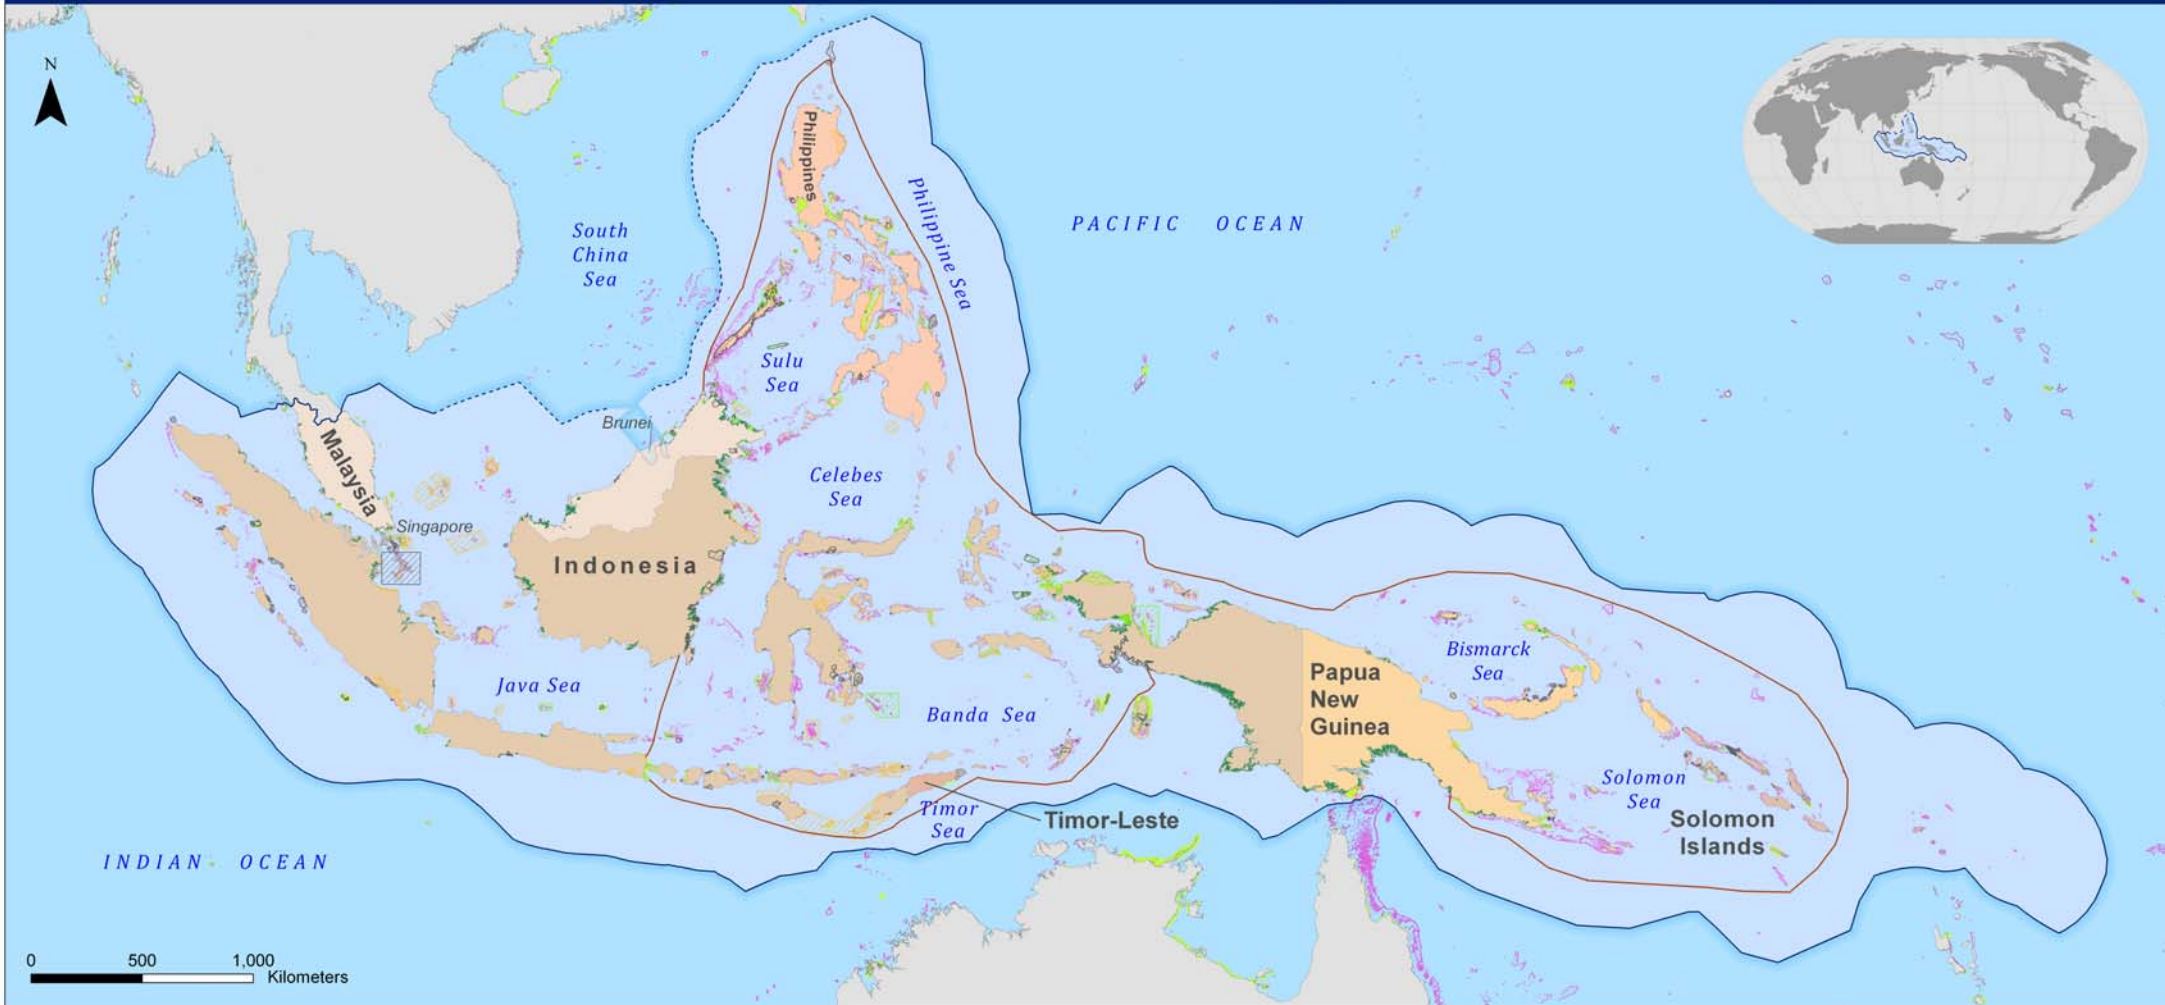 N
South
China
Sea
Philippines
Philippine Sea
PACIFIC OCEAN
Sulu
Sea
Brunei
Malaysia
Celebes
Sea
Singapore
Indonesia
Java Sea
Banda Sea
Bismarck
Sea
Papua
New
Guinea
Timor
Sea
Timor-Leste
Solomon
Sea
Solomon
Islands
INDIAN OCEAN
0 500 1,000
Kilometers